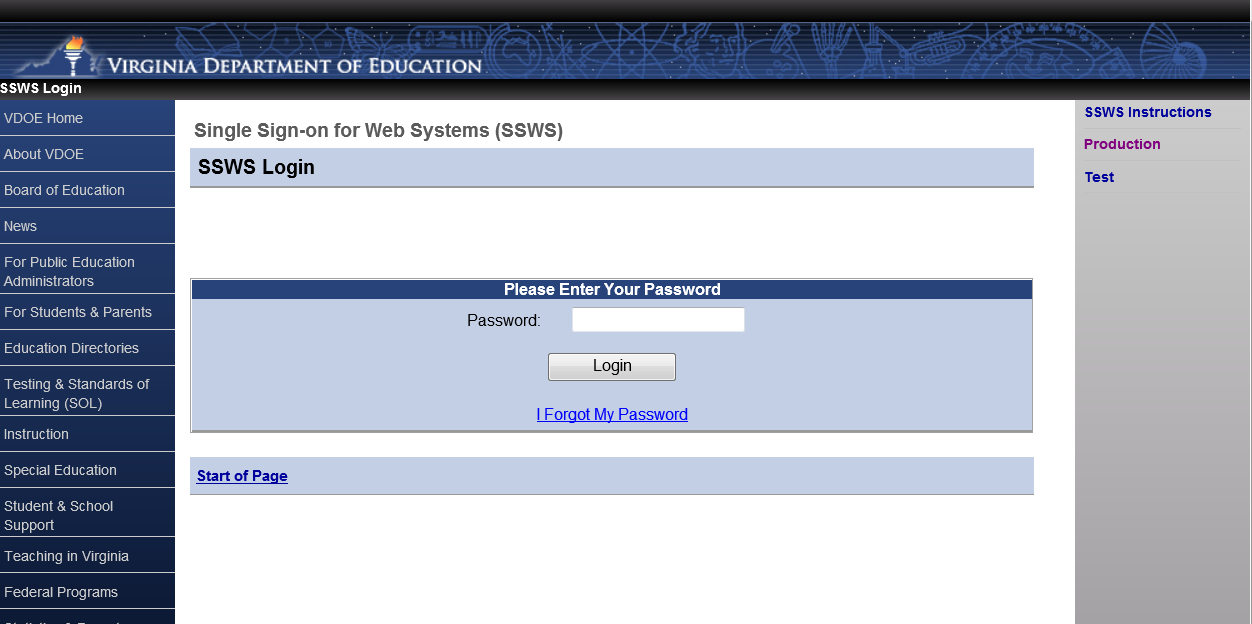 VIRGINIA DEPARTMENT OF EDUCATION
SSWS Login
VDOE Home
About VDOE
Board of Education
News
For Public Education
Administrators
For Students & Parents
Education Directories
Testing & Standards of
Learning (SOL)
Instruction
Special Education
Student & School
Support
Teaching in Virginia
Federal Programs
Single Sign-on for Web Systems (SSWS)
SSWS Login
Please Enter Your Password
Password:
Login
I Forgot My Password
Start of Page
SSWS Instructions
Production
Test